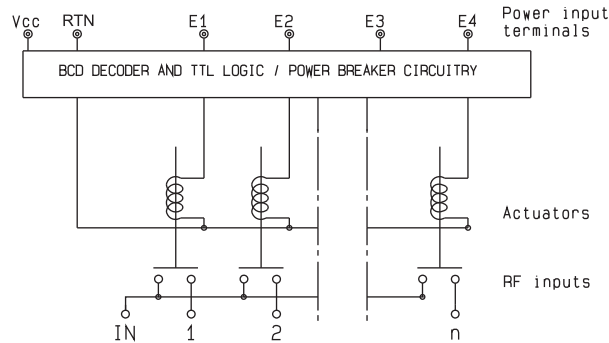 Vcc RTN E1 E2 E3 E4 Power input
terminals
BCD DECODER AND TTL LOGIC / POWER BREAKER CIRCUITRY
Actuators
RF inputs
IN 1 2 n